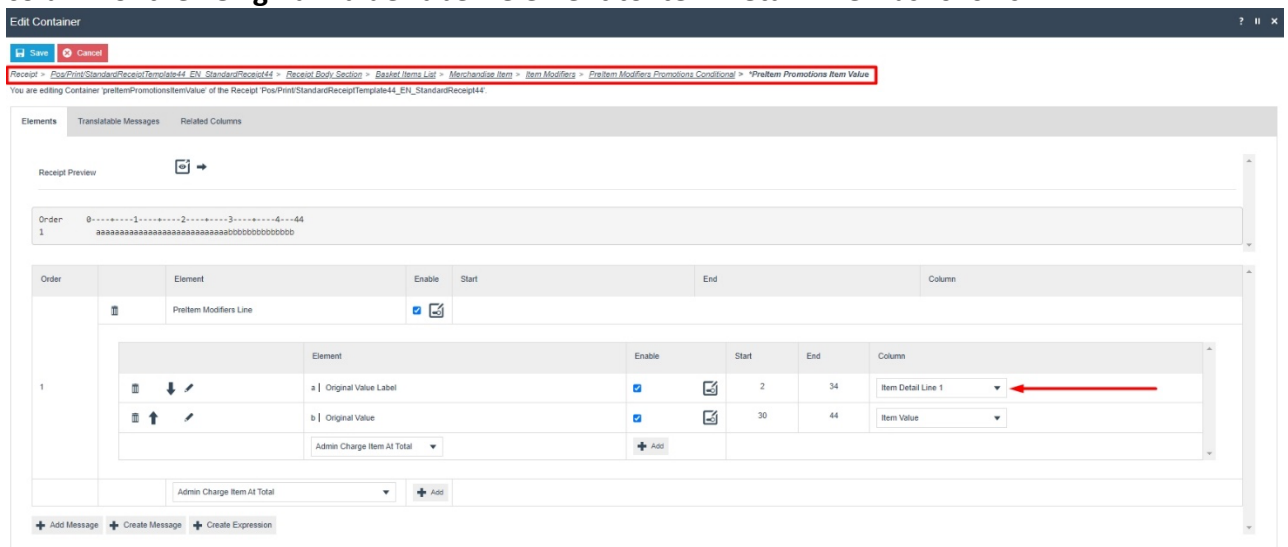 Edit Container
? II ×
Save Cancel
Receipt > Pos/Print/StandardReceiptTemplate44_EN_StandardReceipt44 > Receipt Body Section > Basket Items List > Merchandise Item > Item Modifiers > PreItem Modifiers Promotions Conditional > *PreItem Promotions Item Value
You are editing Container 'preItemPromotionsItemValue' of the Receipt 'Pos/Print/StandardReceiptTemplate44_EN_StandardReceipt44'.
Elements Translatable Messages Related Columns
Receipt Preview
Order 0----+----1----+----2----+----3----+----4---44
1 aaaaaaaaaaaaaaaaaaaaaaaaaaaabbbbbbbbbbbbbb
Order Element Enable Start End Column
PreItem Modifiers Line
Element Enable Start End Column
1 a | Original Value Label 2 34 Item Detail Line 1
b | Original Value 30 44 Item Value
Admin Charge Item At Total + Add
Admin Charge Item At Total + Add
+ Add Message + Create Message + Create Expression